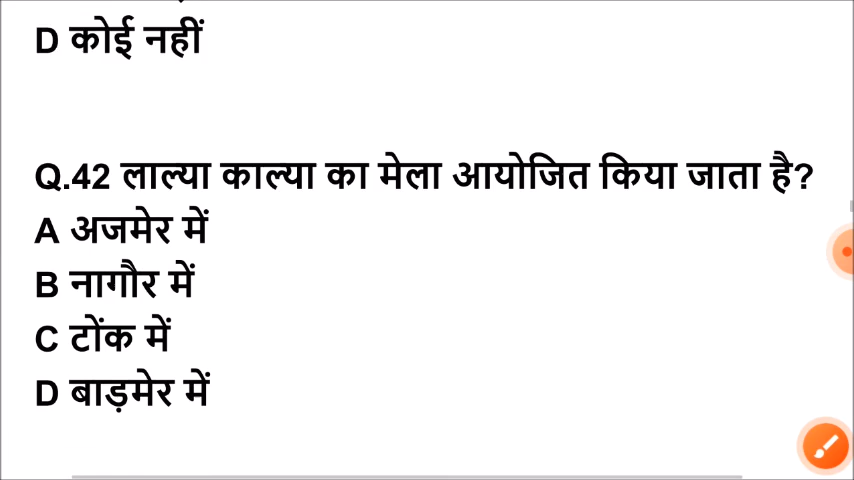 D कोई नहीं
Q.42 लाल्या काल्या का मेला आयोजित किया जाता है?
A अजमेर में
B नागौर में
C टोंक में
D बाड़मेर में